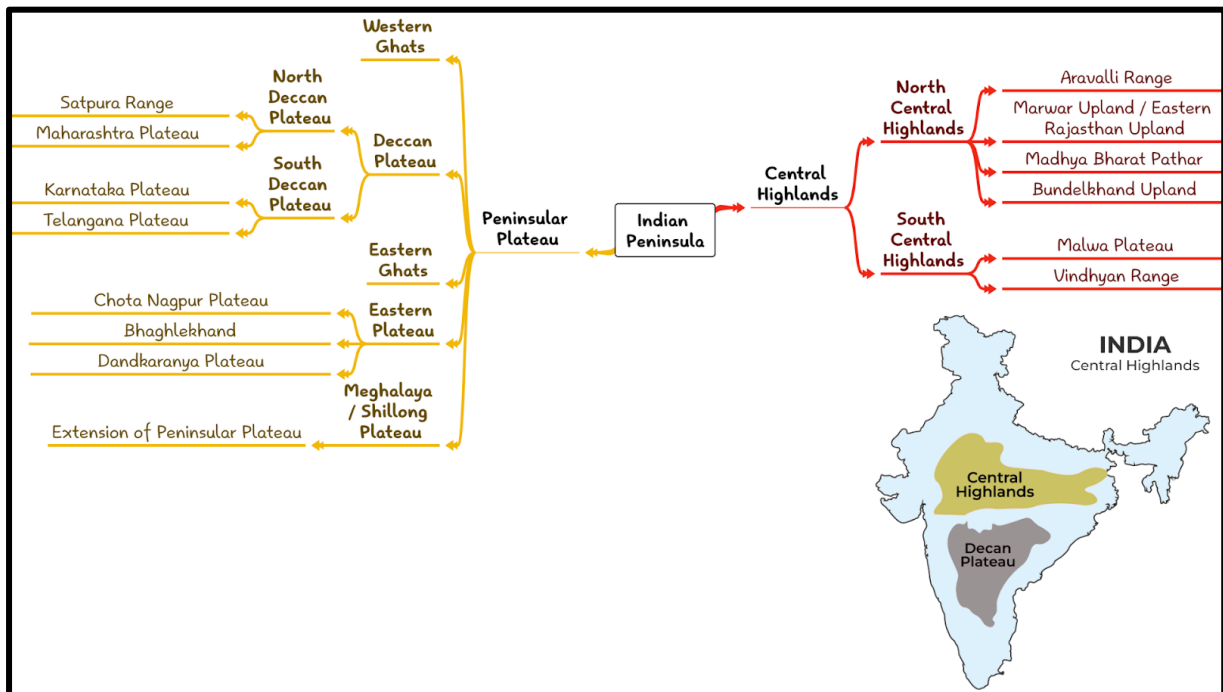 Western
Ghats
North
Deccan
Plateau
Satpura Range
Maharashtra Plateau
Deccan
Plateau
South
Deccan
Plateau
Karnataka Plateau
Telangana Plateau
Peninsular
Plateau
Eastern
Ghats
Chota Nagpur Plateau
Bhaghlekhand
Dandkaranya Plateau
Eastern
Plateau
Meghalaya
/ Shillong
Plateau
Extension of Peninsular Plateau
Indian
Peninsula
Central
Highlands
North
Central
Highlands
Aravalli Range
Marwar Upland / Eastern
Rajasthan Upland
Madhya Bharat Pathar
Bundelkhand Upland
South
Central
Highlands
Malwa Plateau
Vindhyan Range
INDIA
Central Highlands
Central
Highlands
Decan
Plateau